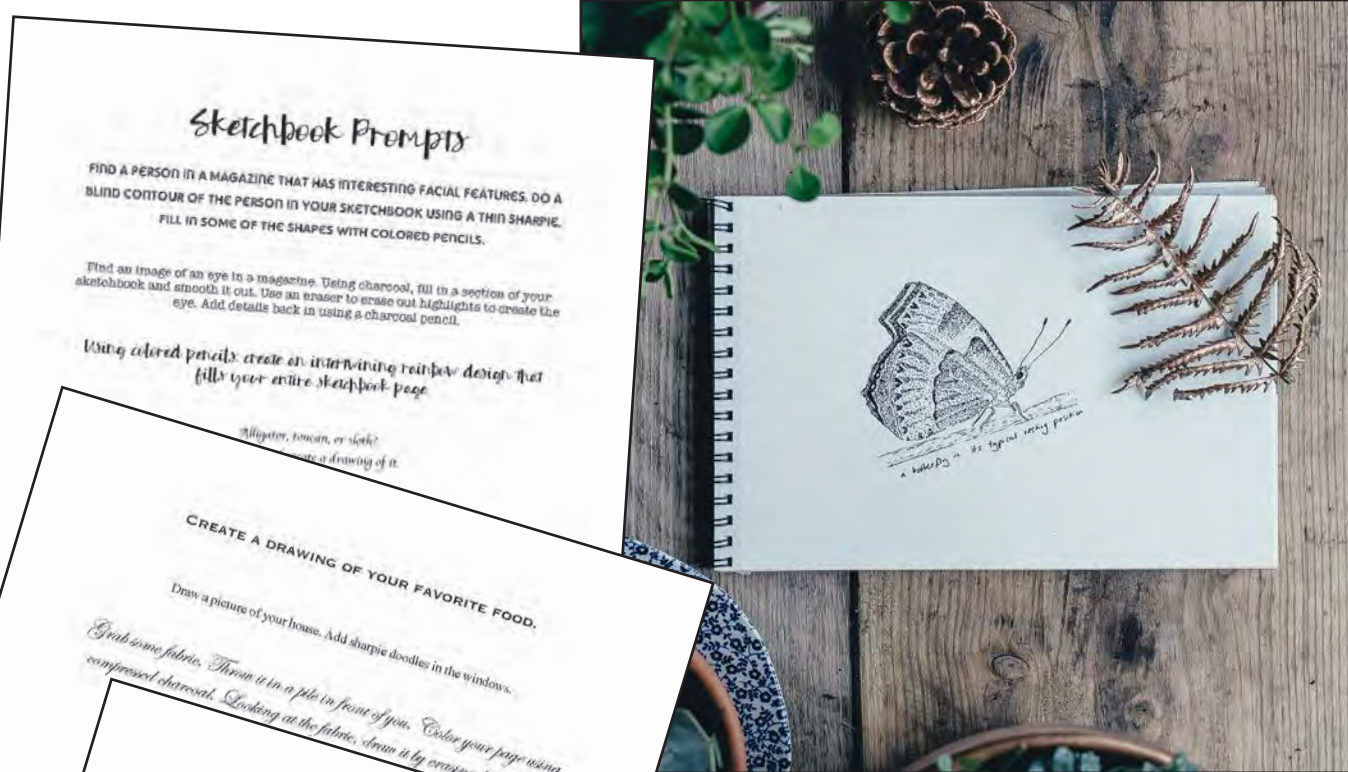 Sketchbook Prompts
FIND A PERSON IN A MAGAZINE THAT HAS INTERESTING FACIAL FEATURES. DO A
BLIND CONTOUR OF THE PERSON IN YOUR SKETCHBOOK USING A THIN SHARPIE.
FILL IN SOME OF THE SHAPES WITH COLORED PENCILS.
Find an image of an eye in a magazine. Using charcoal, fill in a section of your
sketchbook and smooth it out. Use an eraser to erase out highlights to create the
eye. Add details back in using a charcoal pencil.
Using colored pencils, create an intertwining rainbow design that
fills your entire sketchbook page
Alligator, toucan, or sloth?
a drawing of it.
CREATE A DRAWING OF YOUR FAVORITE FOOD.
Draw a picture of your house. Add sharpie doodles in the windows.
Grab some fabric. Throw it in a pile in front of you. Color your page using
compressed charcoal. Looking at the fabric, draw it by
a butterfly in its typical resting position